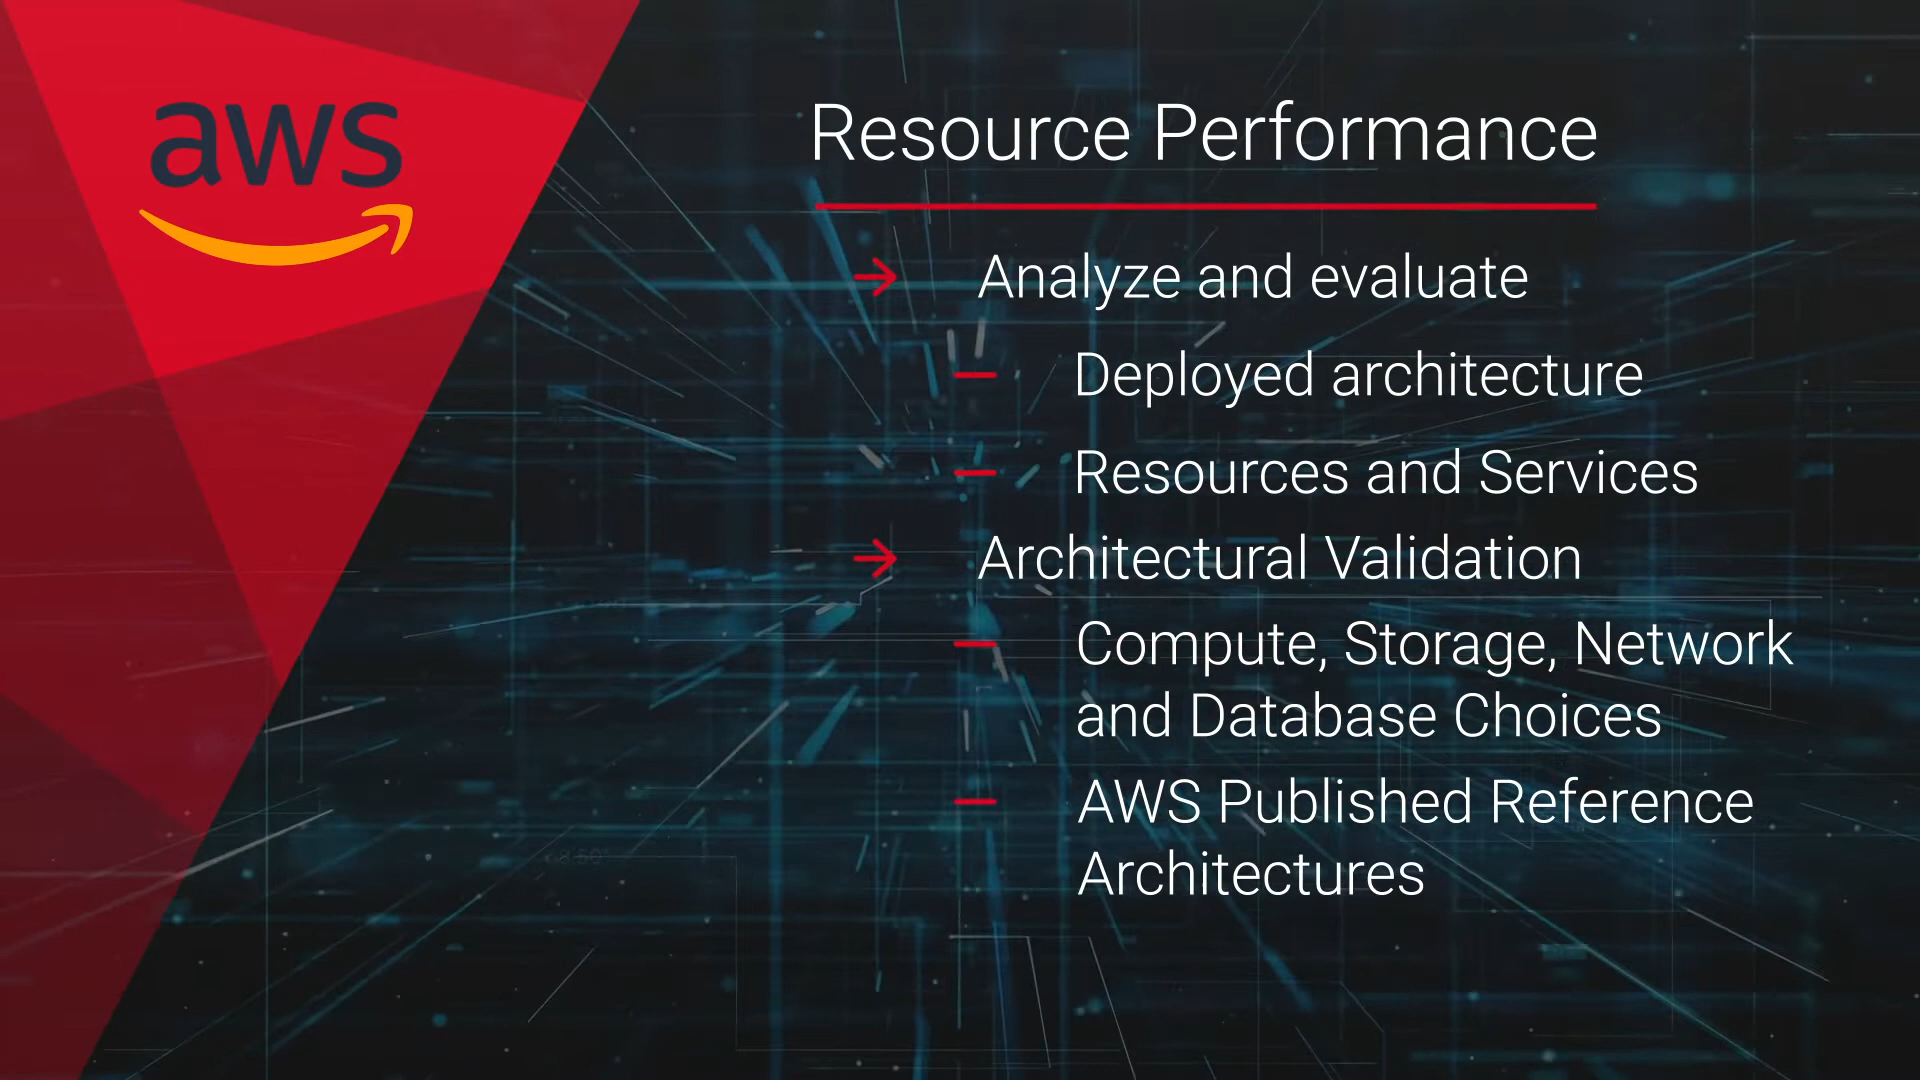 aws
Resource Performance
Analyze and evaluate
Deployed architecture
Resources and Services
Architectural Validation
Compute, Storage, Network
and Database Choices
AWS Published Reference
Architectures